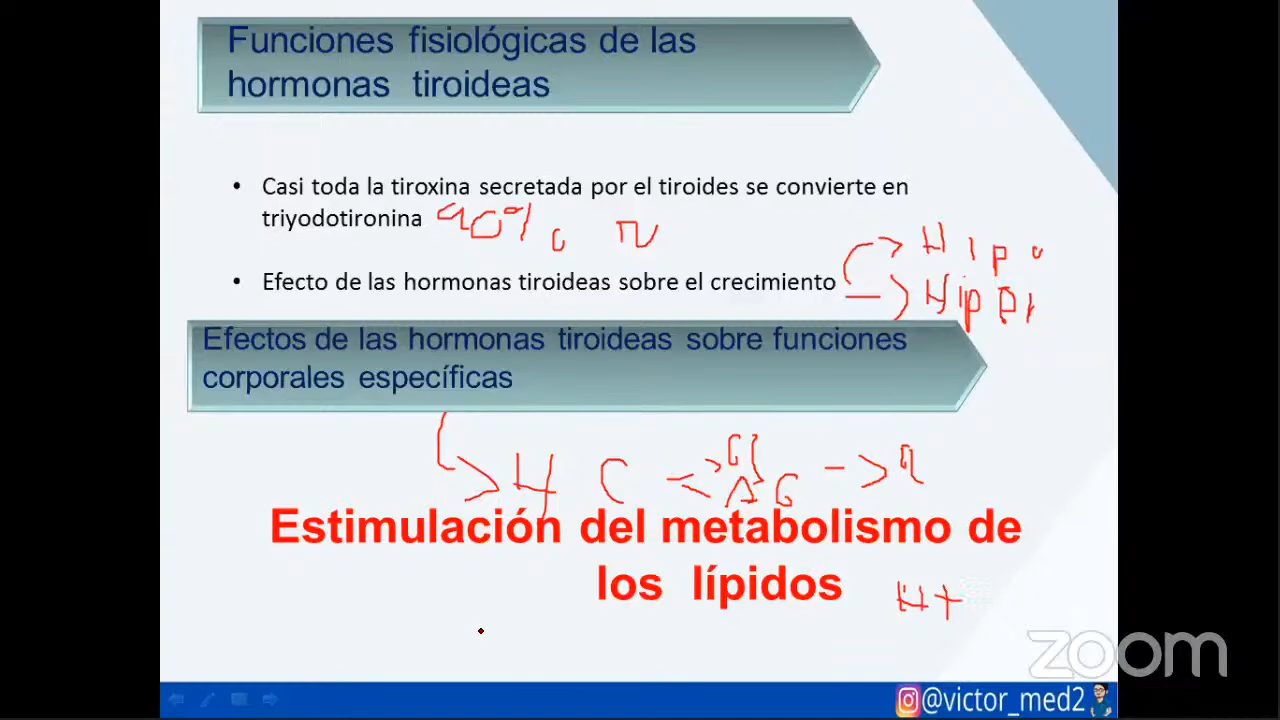 Funciones fisiológicas de las
hormonas tiroideas
• Casi toda la tiroxina secretada por el tiroides se convierte en
triyodotironina 90%
Hipo
• Efecto de las hormonas tiroideas sobre el crecimiento
Efectos de las hormonas tiroideas sobre funciones
corporales específicas
Estimulación del metabolismo de
los lípidos
zoom
@victor_med2